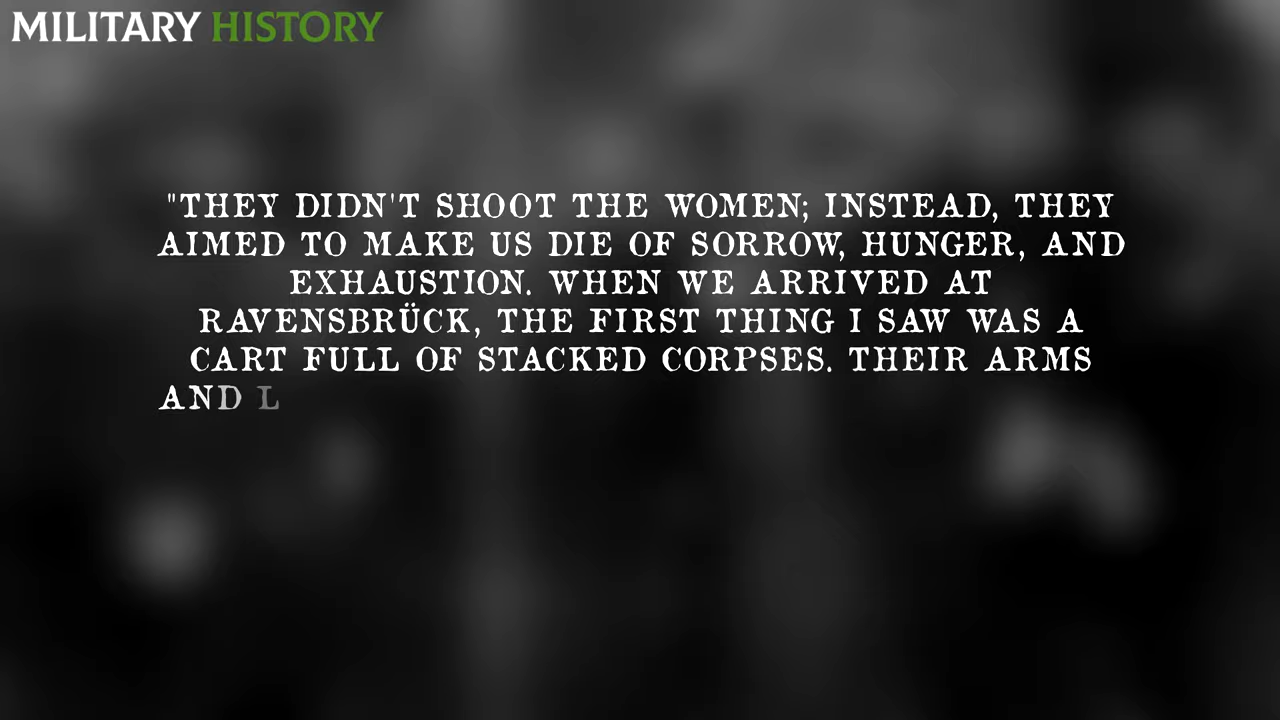 MILITARY HISTORY
"THEY DIDN'T SHOOT THE WOMEN; INSTEAD, THEY
AIMED TO MAKE US DIE OF SORROW, HUNGER, AND
EXHAUSTION. WHEN WE ARRIVED AT
RAVENSBRÜCK, THE FIRST THING I SAW WAS A
CART FULL OF STACKED CORPSES. THEIR ARMS
AND L